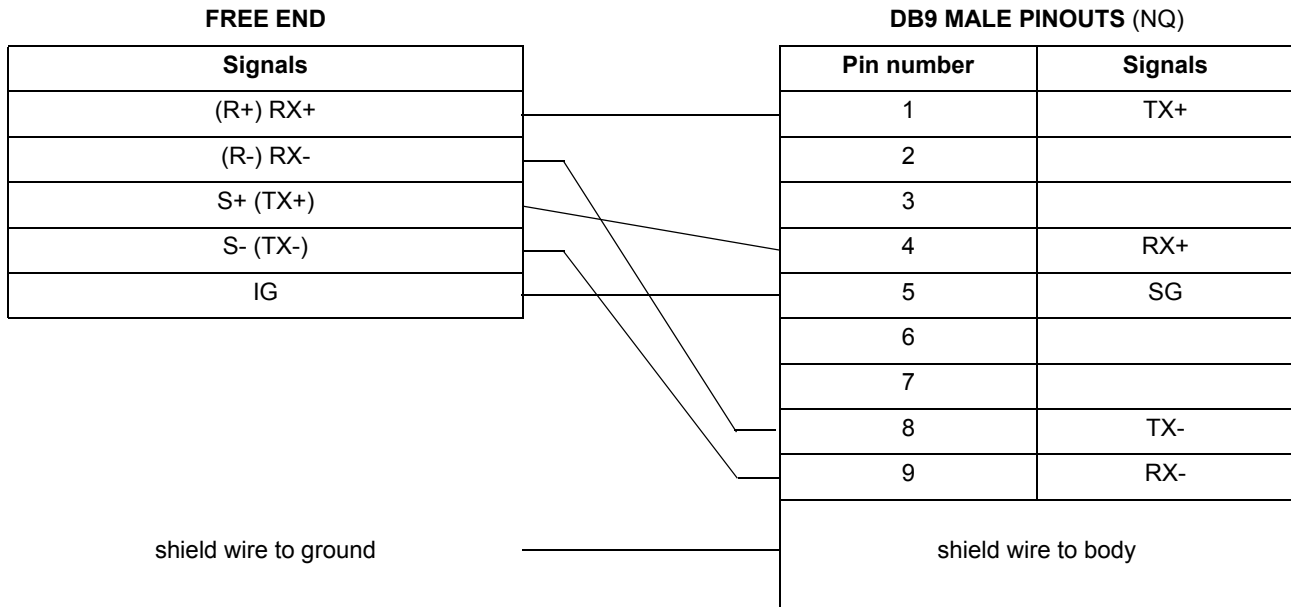 FREE END
DB9 MALE PINOUTS (NQ)
Signals
Pin number Signals
(R+) RX+
1 TX+
(R-) RX-
2
S+ (TX+)
3
S- (TX-)
4 RX+
IG
5 SG
6
7
8 TX-
9 RX-
shield wire to ground
shield wire to body